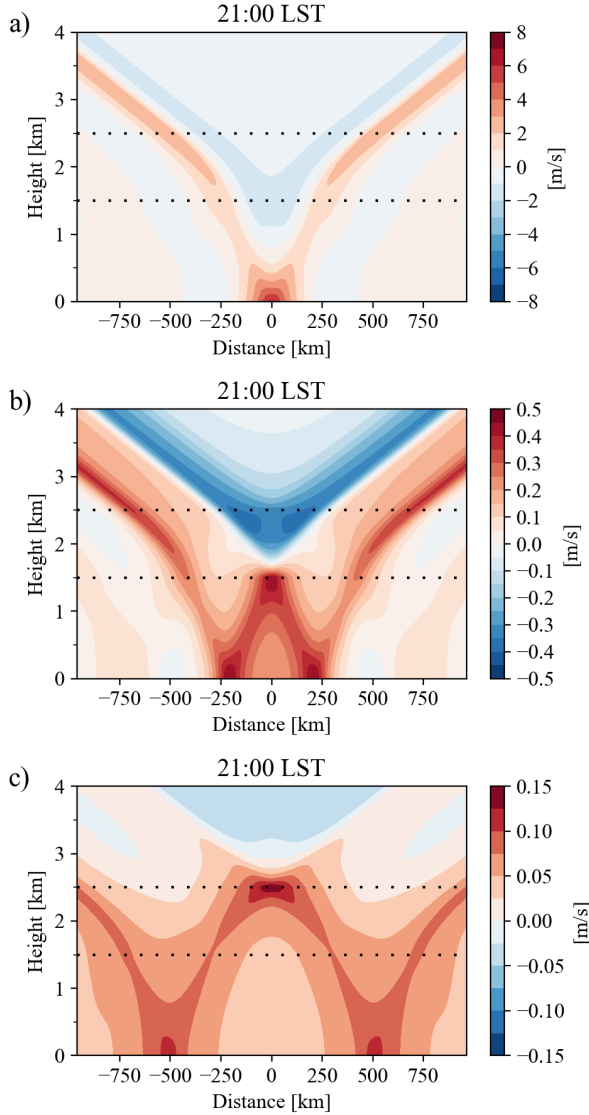 a)
21:00 LST
Height [km]
4
3
2
1
0
−750 −500 −250 0 250 500 750
Distance [km]
8
6
4
2
0
−2
−4
−6
−8
[m/s]
b)
21:00 LST
Height [km]
4
3
2
1
0
−750 −500 −250 0 250 500 750
Distance [km]
0.5
0.4
0.3
0.2
0.1
0.0
−0.1
−0.2
−0.3
−0.4
−0.5
[m/s]
c)
21:00 LST
Height [km]
4
3
2
1
0
−750 −500 −250 0 250 500 750
Distance [km]
0.15
0.10
0.05
0.00
−0.05
−0.10
−0.15
[m/s]